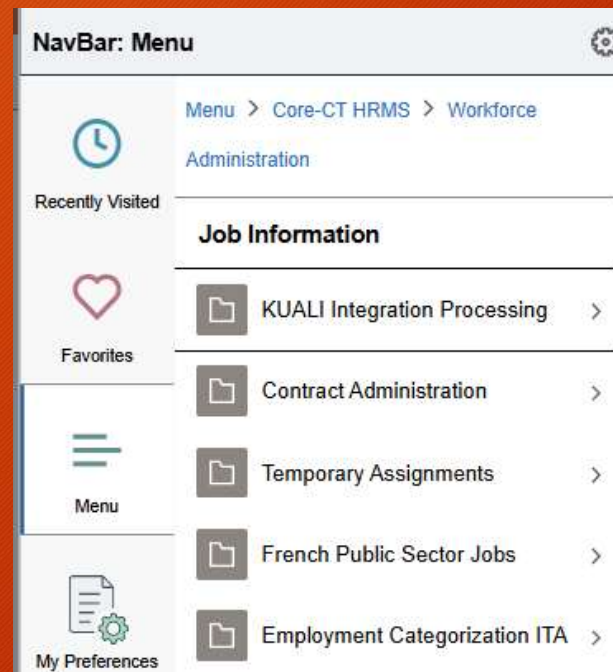 NavBar: Menu
Recently Visited
Favorites
Menu
My Preferences
Menu > Core-CT HRMS > Workforce
Administration
Job Information
KUALI Integration Processing
Contract Administration
Temporary Assignments
French Public Sector Jobs
Employment Categorization ITA